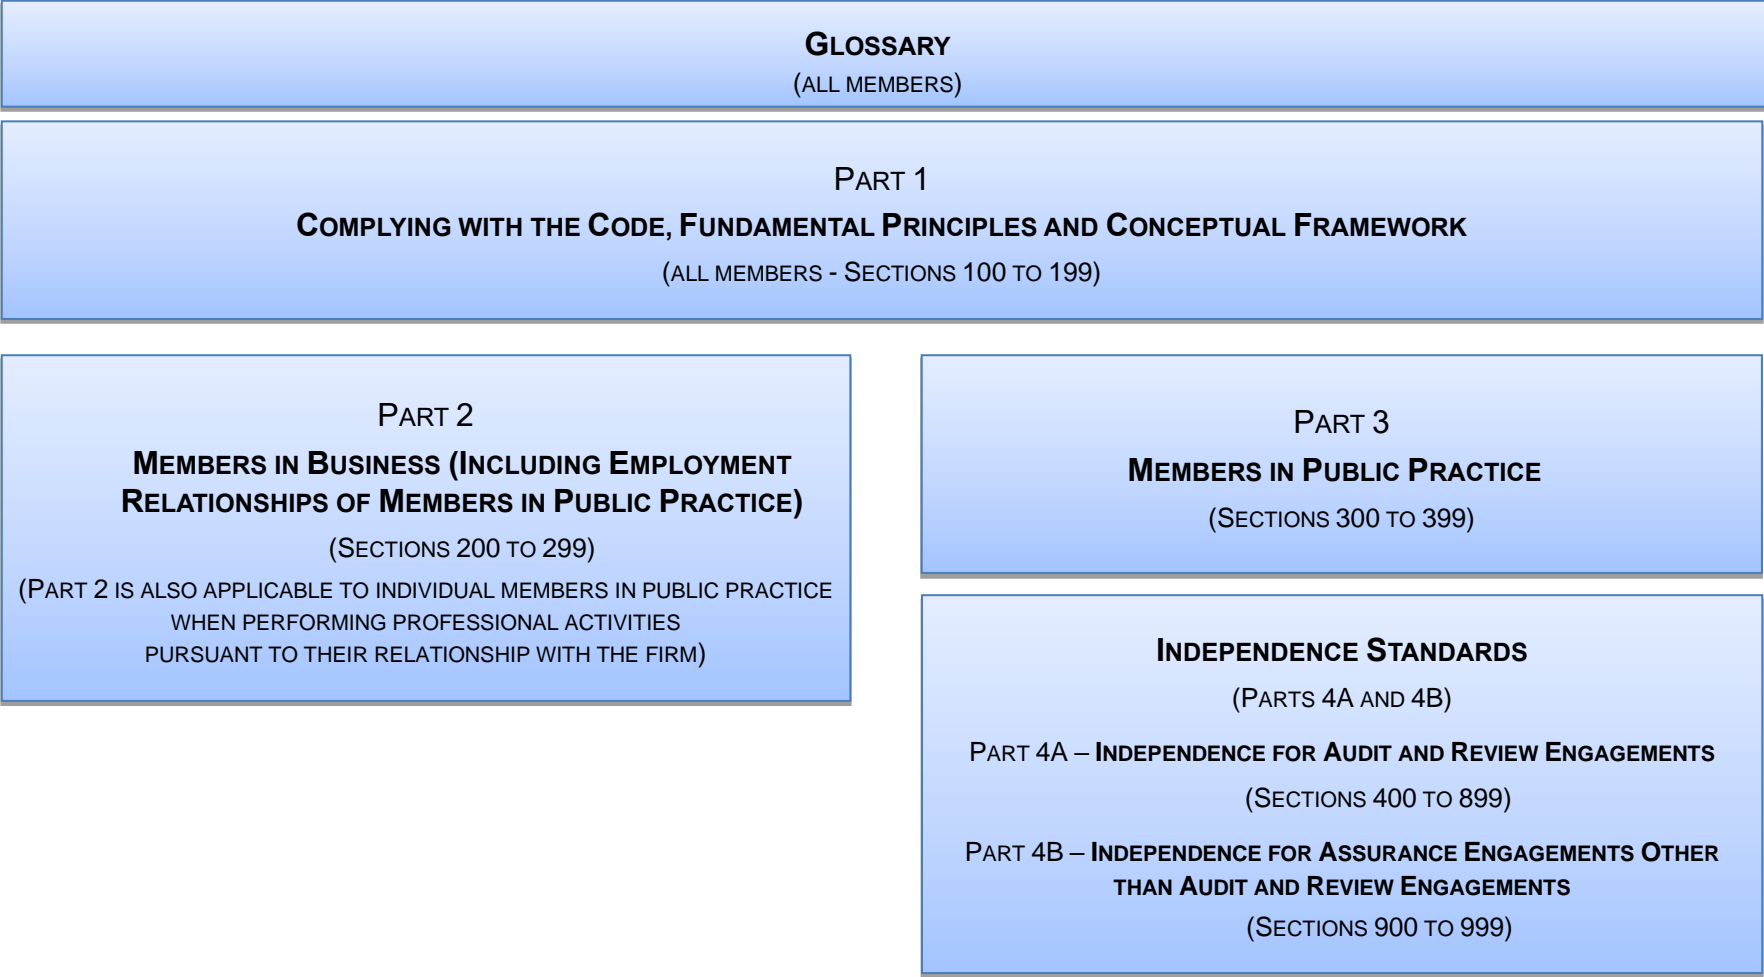 GLOSSARY
(ALL MEMBERS)
PART 1
COMPLYING WITH THE CODE, FUNDAMENTAL PRINCIPLES AND CONCEPTUAL FRAMEWORK
(ALL MEMBERS - SECTIONS 100 TO 199)
PART 2
MEMBERS IN BUSINESS (INCLUDING EMPLOYMENT
RELATIONSHIPS OF MEMBERS IN PUBLIC PRACTICE)
(SECTIONS 200 TO 299)
(PART 2 IS ALSO APPLICABLE TO INDIVIDUAL MEMBERS IN PUBLIC PRACTICE
WHEN PERFORMING PROFESSIONAL ACTIVITIES
PURSUANT TO THEIR RELATIONSHIP WITH THE FIRM)
PART 3
MEMBERS IN PUBLIC PRACTICE
(SECTIONS 300 TO 399)
INDEPENDENCE STANDARDS
(PARTS 4A AND 4B)
PART 4A – INDEPENDENCE FOR AUDIT AND REVIEW ENGAGEMENTS
(SECTIONS 400 TO 899)
PART 4B – INDEPENDENCE FOR ASSURANCE ENGAGEMENTS OTHER
THAN AUDIT AND REVIEW ENGAGEMENTS
(SECTIONS 900 TO 999)